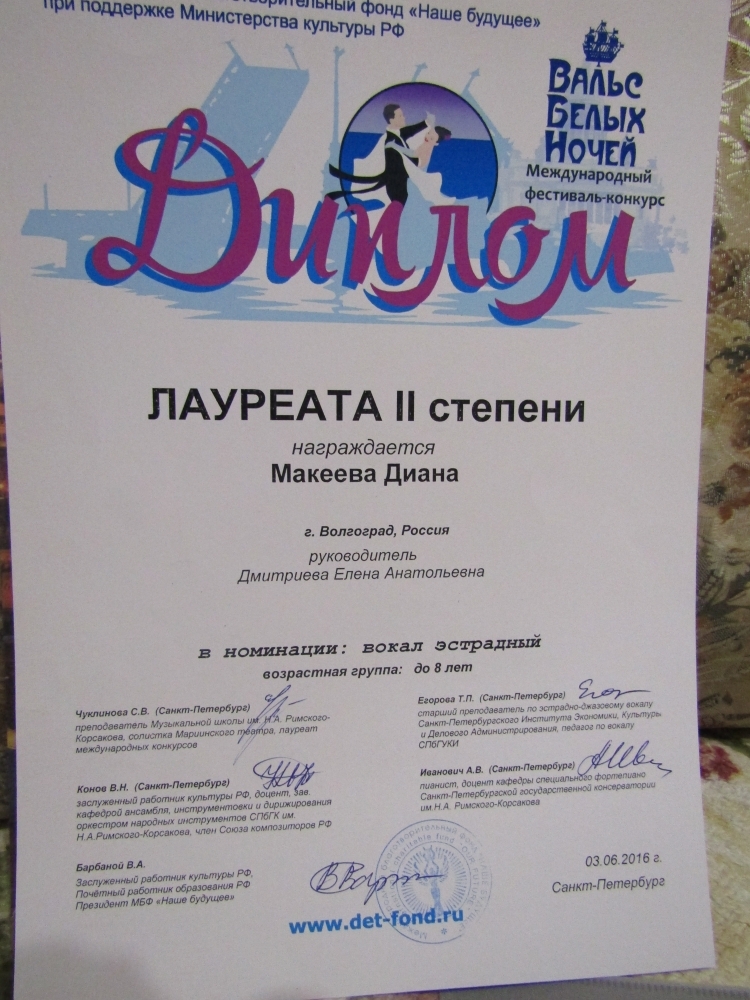 фонд «Наше будущее»
при поддержке Министерства культуры РФ
ВАЛЬС
БЕЛЫХ
НОЧЕЙ
Международный
фестиваль-конкурс
Диплом
ЛАУРЕАТА II степени
награждается
Макеева Диана
г. Волгоград, Россия
руководитель
Дмитриева Елена Анатольевна
в номинации: вокал эстрадный
возрастная группа: до 8 лет
Чуклинова С.В. (Санкт-Петербург)
преподаватель Музыкальной школы им. Н.А. Римского-
Корсакова, солистка Мариинского театра, лауреат
международных конкурсов
Егорова Т.П. (Санкт-Петербург)
старший преподаватель по эстрадно-джазовому вокалу
Санкт-Петербургского Института Экономики, Культуры
и Делового Администрирования, педагог по вокалу
СПбГУКИ
Конов В.Н. (Санкт-Петербург)
заслуженный работник культуры РФ, доцент, зав.
кафедрой ансамбля, инструментовки и дирижирования
оркестром народных инструментов СПбГК им.
Н.А.Римского-Корсакова, член Союза композиторов РФ
Иванович А.В. (Санкт-Петербург)
пианист, доцент кафедры специального фортепиано
Санкт-Петербургской государственной консерватории
им.Н.А. Римского-Корсакова
Барбаной В.А.
Заслуженный работник культуры РФ,
Почётный работник образования РФ
Президент МБФ «Наше будущее»
03.06.2016 г.
Санкт-Петербург
www.det-fond.ru